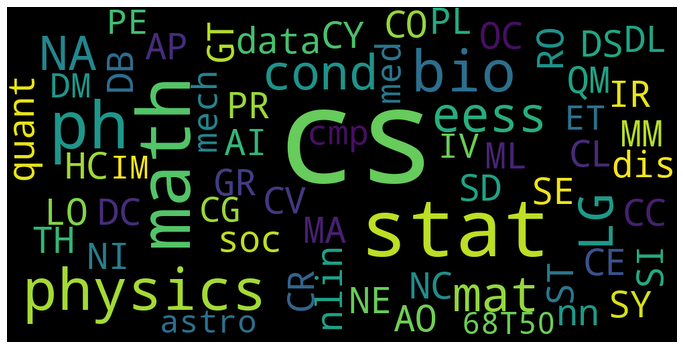 PE
CO
PL
OC
GT
data
CY
RO
DS
DL
NA
AP
DB
cond
med
bio
QM
IR
DM
quant
ph
math
mech
PR
cs
cmp
eess
ET
MM
AI
IV
ML
CL
dis
HC
IM
GR
CV
SD
SE
LG
CC
LO
DC
CG
soc
MA
stat
TH
NI
nlin
CE
SI
physics
CR
NE
NC
mat
ST
SY
astro
AO
68T50
nn